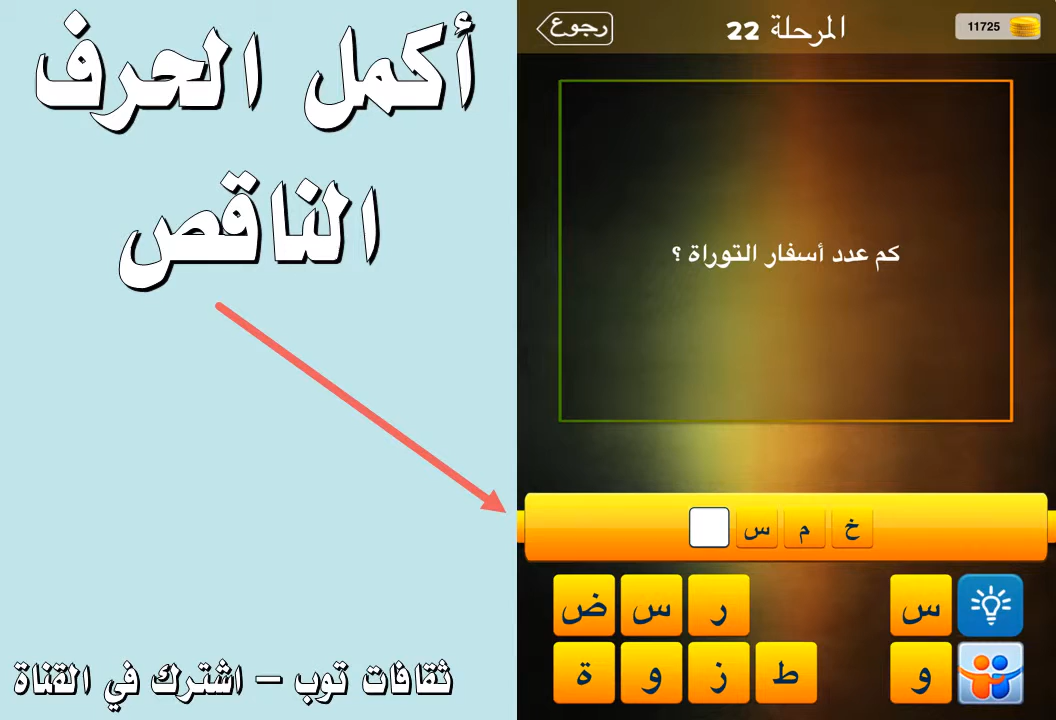 أكمل الحرف
الناقص
ثقافات توب – اشترك في القناة
رجوع
المرحلة 22
11725
كم عدد أسفار التوراة ؟
خ م س
س ر س ض
و ط ز و ة